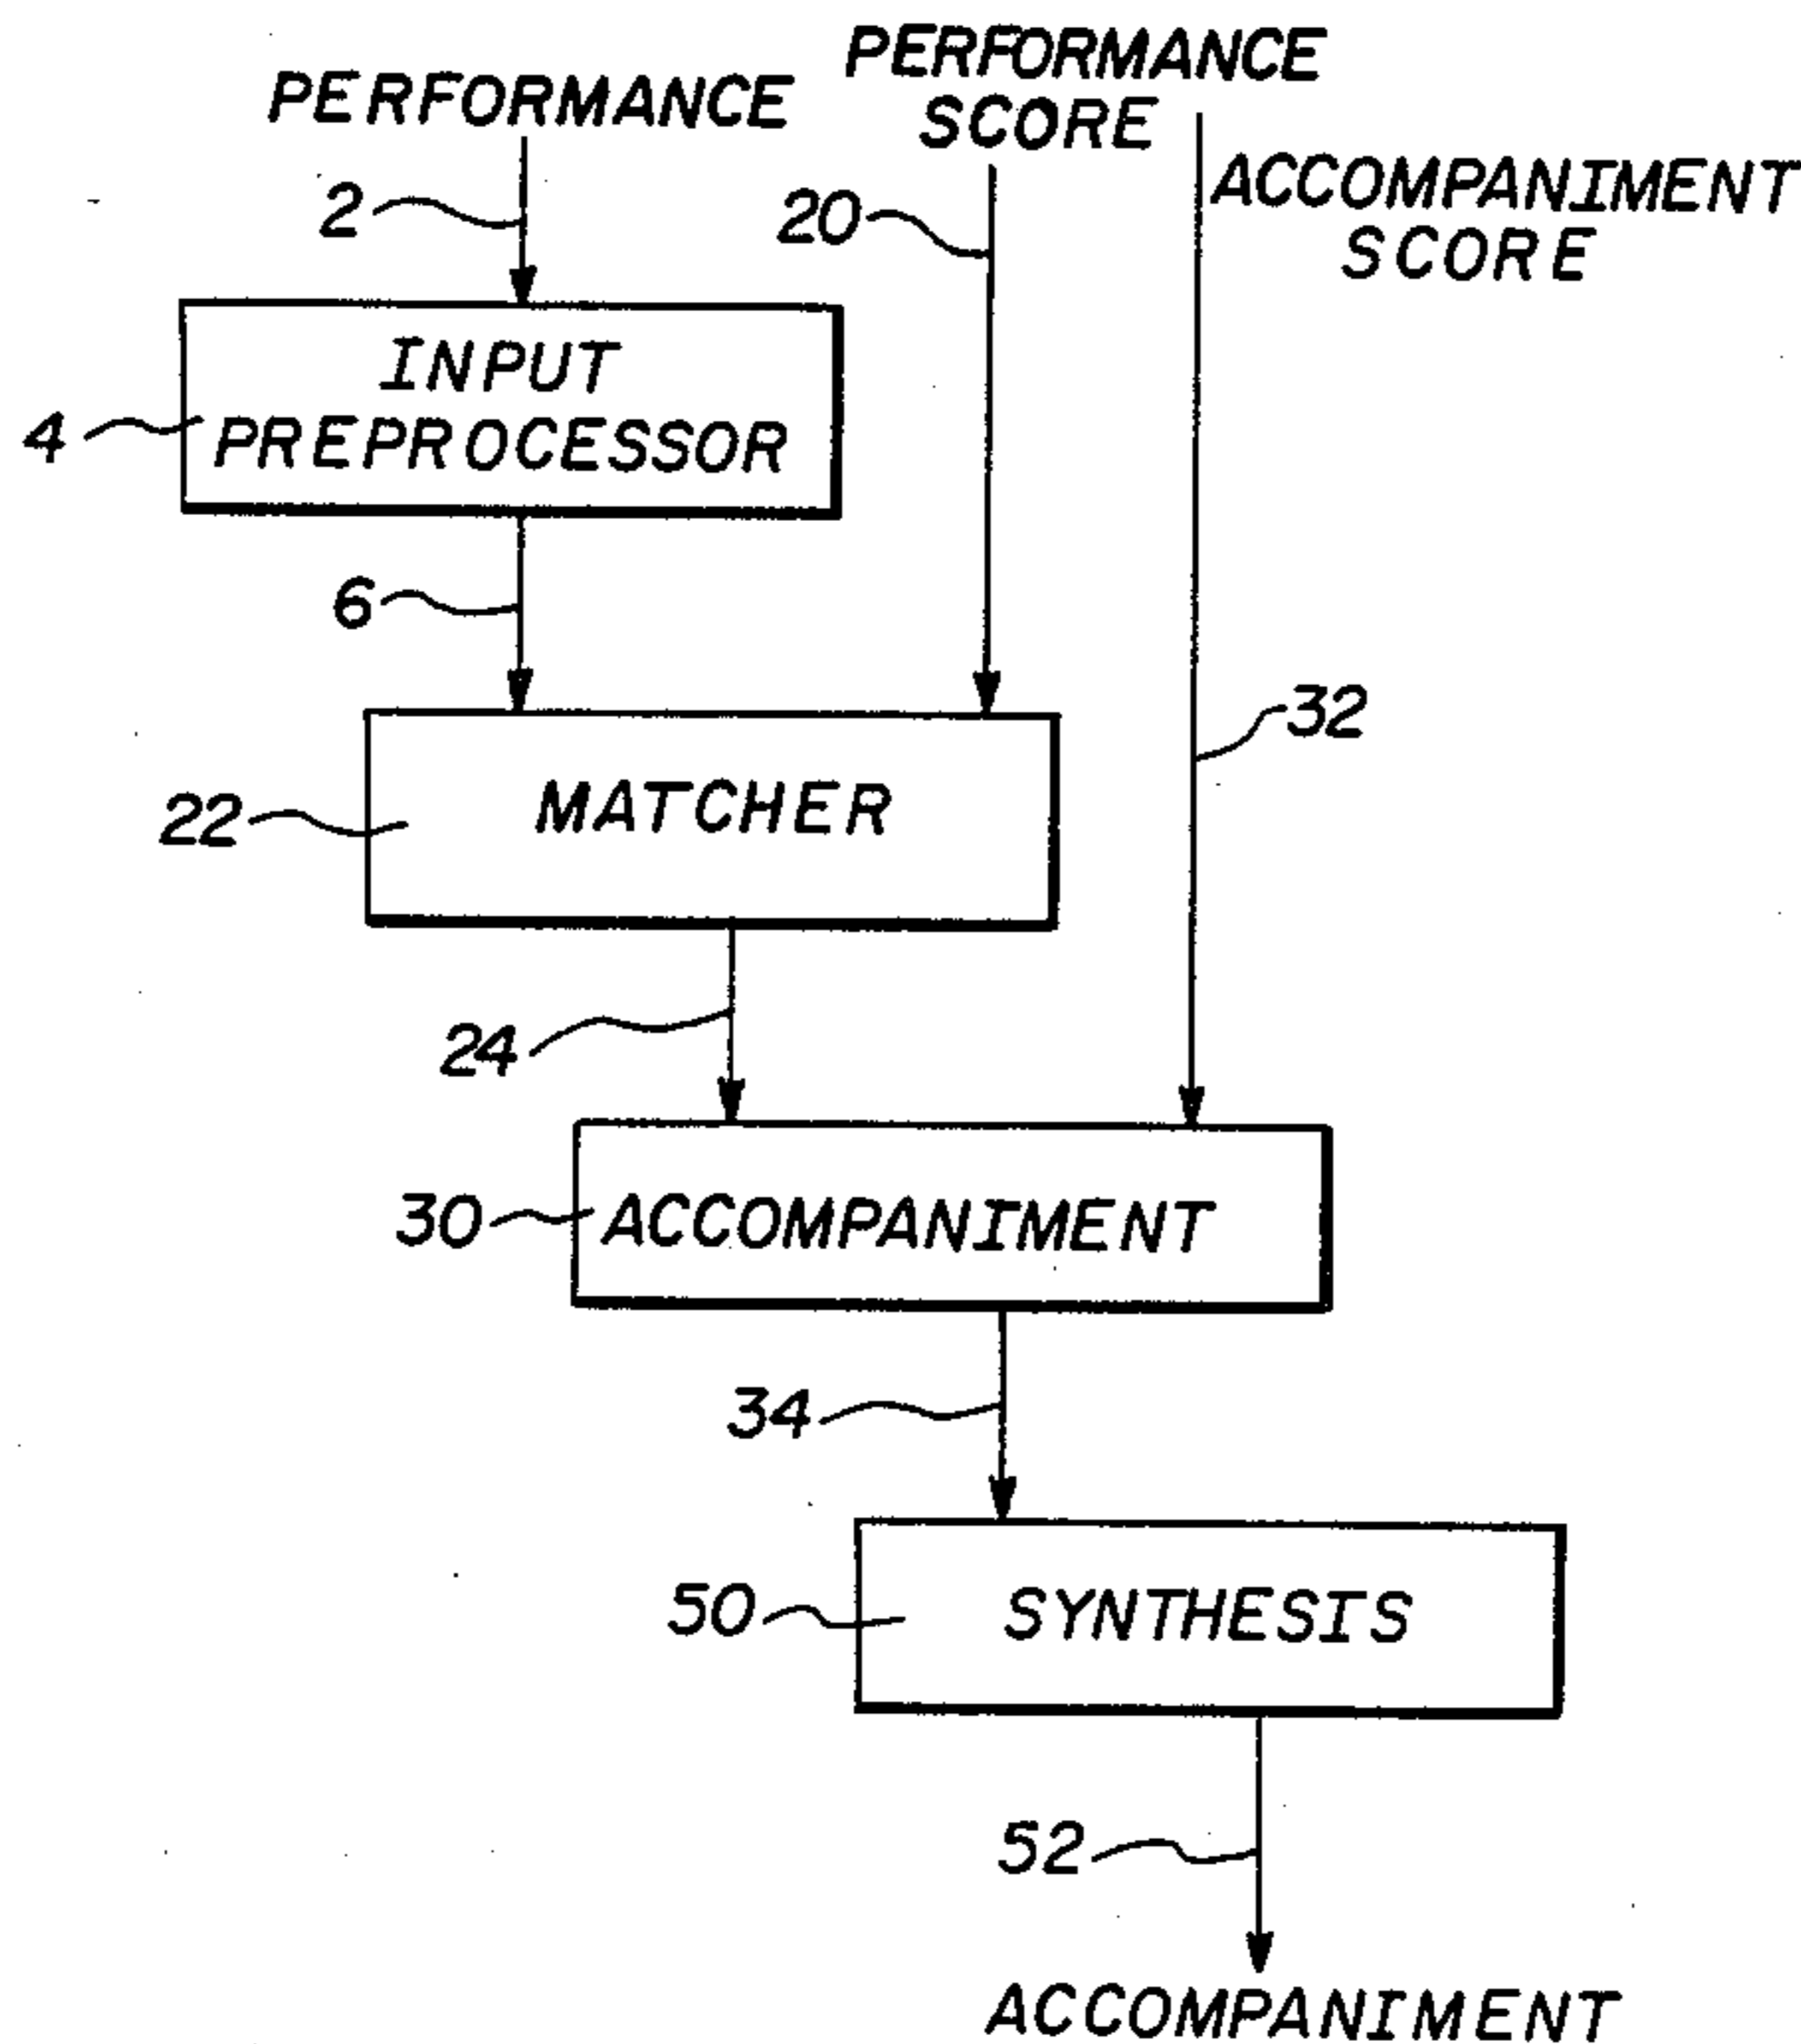 PERFORMANCE
PERFORMANCE
SCORE
ACCOMPANIMENT
SCORE
2
20
INPUT
PREPROCESSOR
4
6
32
MATCHER
22
24
30
ACCOMPANIMENT
34
50
SYNTHESIS
52
ACCOMPANIMENT